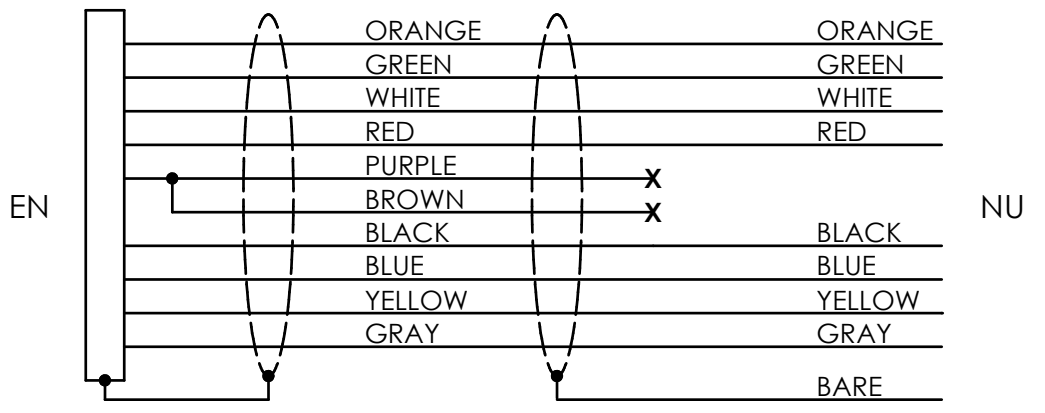 ORANGE ORANGE
GREEN GREEN
WHITE WHITE
RED RED
PURPLE
X
EN
BROWN
X
NU
BLACK BLACK
BLUE BLUE
YELLOW YELLOW
GRAY GRAY
BARE